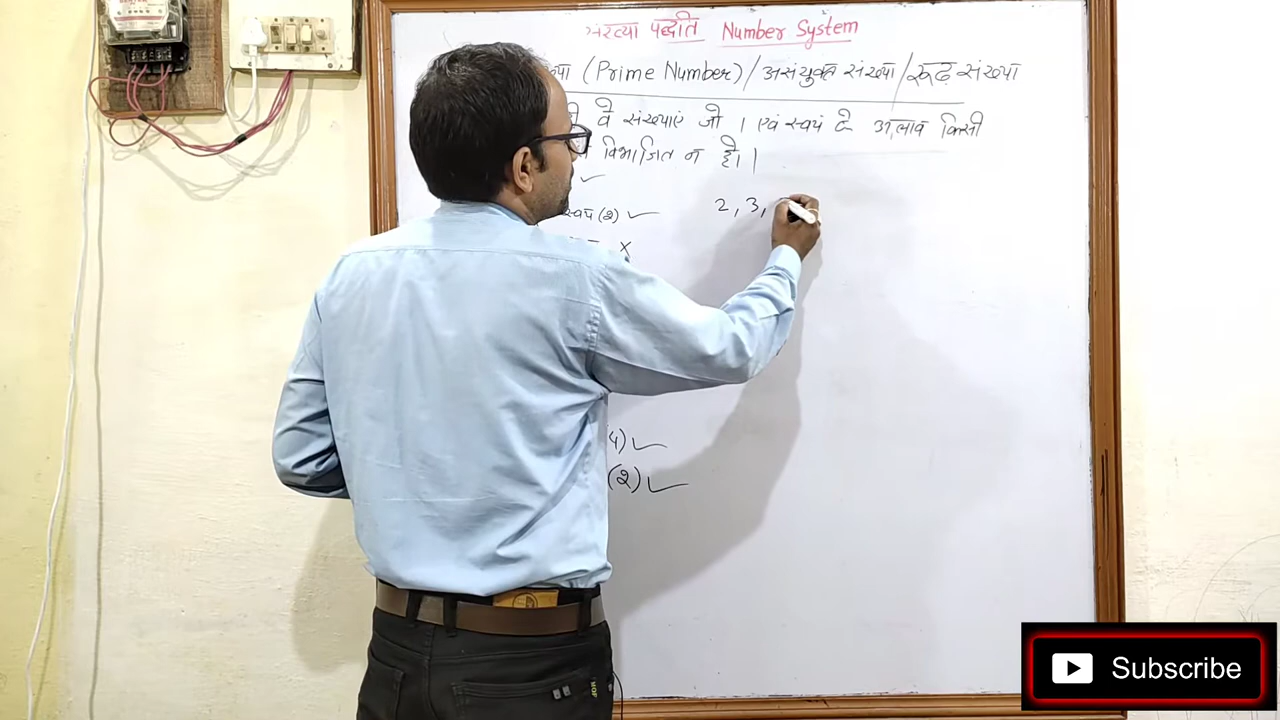 संख्या पद्धति Number System
(Prime Number) / असंयुक्त संख्या / रूढ़ संख्या
वे संख्याएं जो 1 एवं स्वयं के अलावा किसी
विभाजित न हो।
✓
स्वयं (2) ✓ 2, 3,
x
4) ✓
(2) ✓
Subscribe